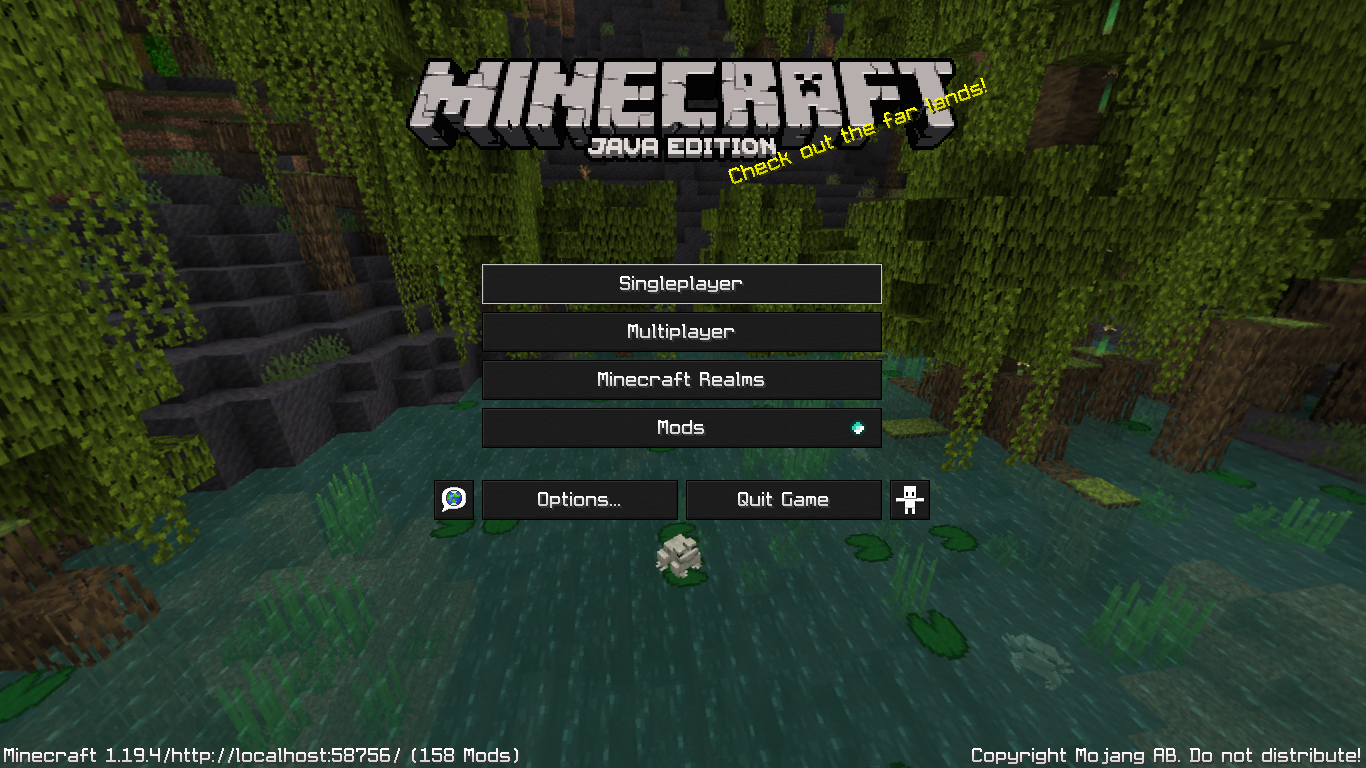 MINECRAFT
JAVA EDITION
Check out the far lands!
Singleplayer
Multiplayer
Minecraft Realms
Mods
Options...
Quit Game
Minecraft 1.19.4/http://localhost:58756/ (158 Mods)
Copyright Mojang AB. Do not distribute!